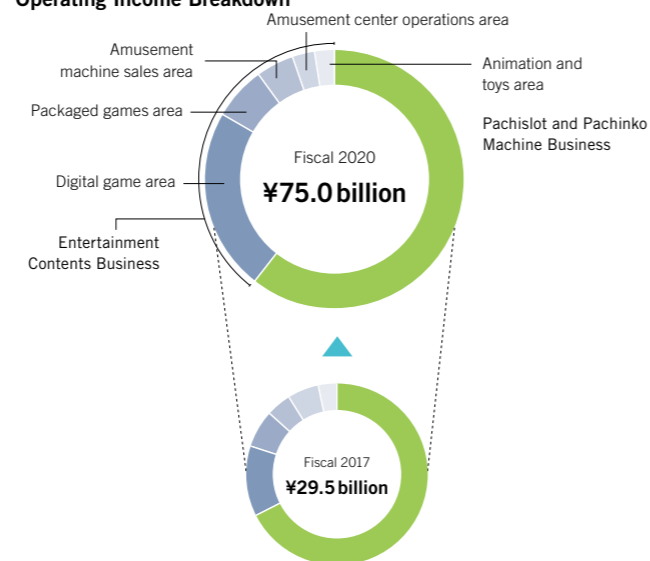 Operating Income Breakdown
Amusement center operations area
Amusement
machine sales area
Animation and
toys area
Packaged games area
Pachislot and Pachinko
Machine Business
Digital game area
Entertainment
Contents Business
Fiscal 2020
¥75.0 billion
Fiscal 2017
¥29.5 billion